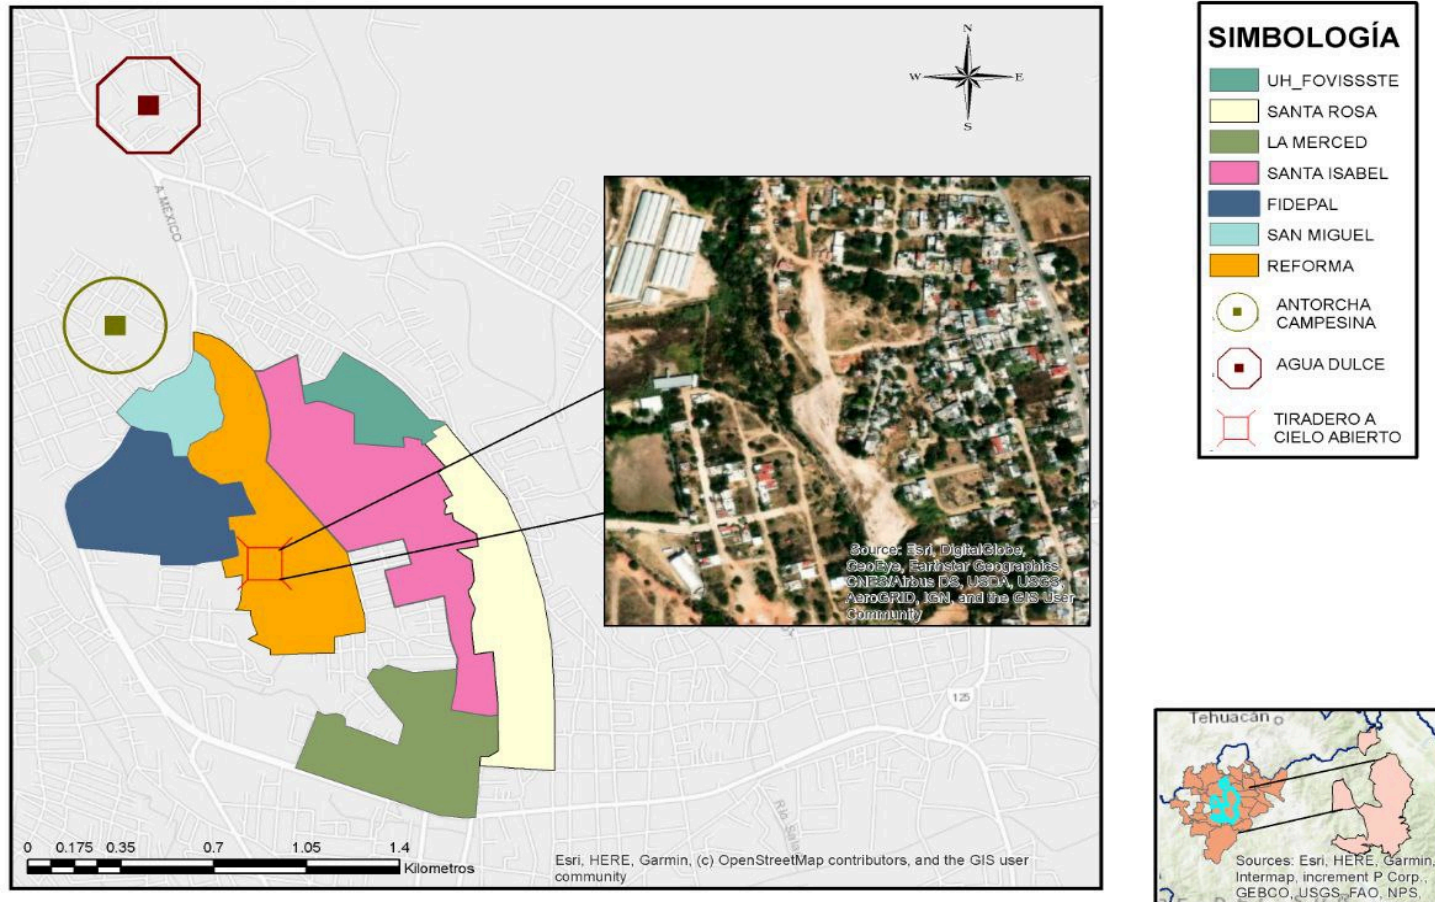 N
W
E
S
A. MEXICO
125
Source: Esri, DigitalGlobe,
GeoEye, Earthstar Geographics,
CNES/Airbus DS, USDA, USGS,
AeroGRID, IGN, and the GIS User
Community
0 0.175 0.35 0.7 1.05 1.4
Kilometros
Esri, HERE, Garmin, (c) OpenStreetMap contributors, and the GIS user
community
SIMBOLOGÍA
UH_FOVISSSTE
SANTA ROSA
LA MERCED
SANTA ISABEL
FIDEPAL
SAN MIGUEL
REFORMA
ANTORCHA
CAMPESINA
AGUA DULCE
TIRADERO A
CIELO ABIERTO
Tehuacán
Sources: Esri, HERE, Garmin,
Intermap, increment P Corp.,
GEBCO, USGS, FAO, NPS,